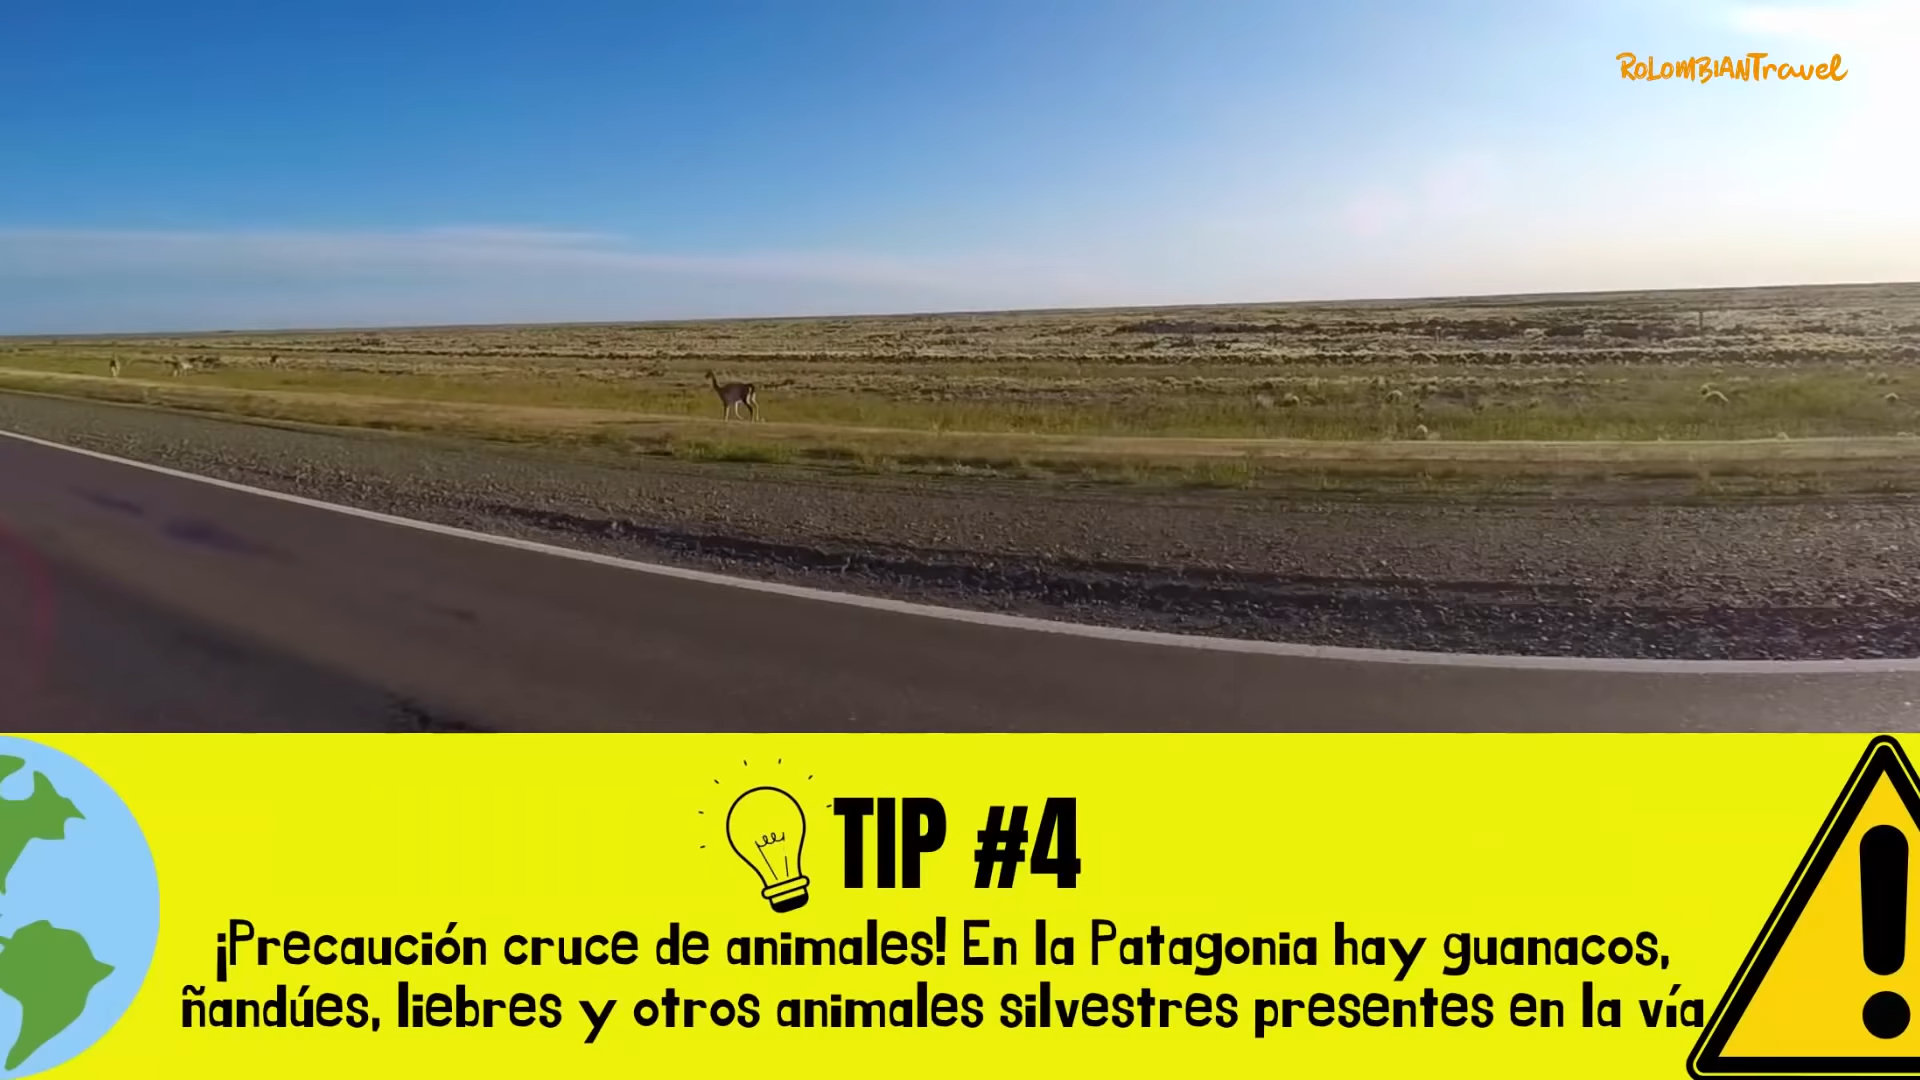 RoLoMBIANTravel
TIP #4
¡Precaución cruce de animales! En la Patagonia hay guanacos,
ñandúes, liebres y otros animales silvestres presentes en la vía